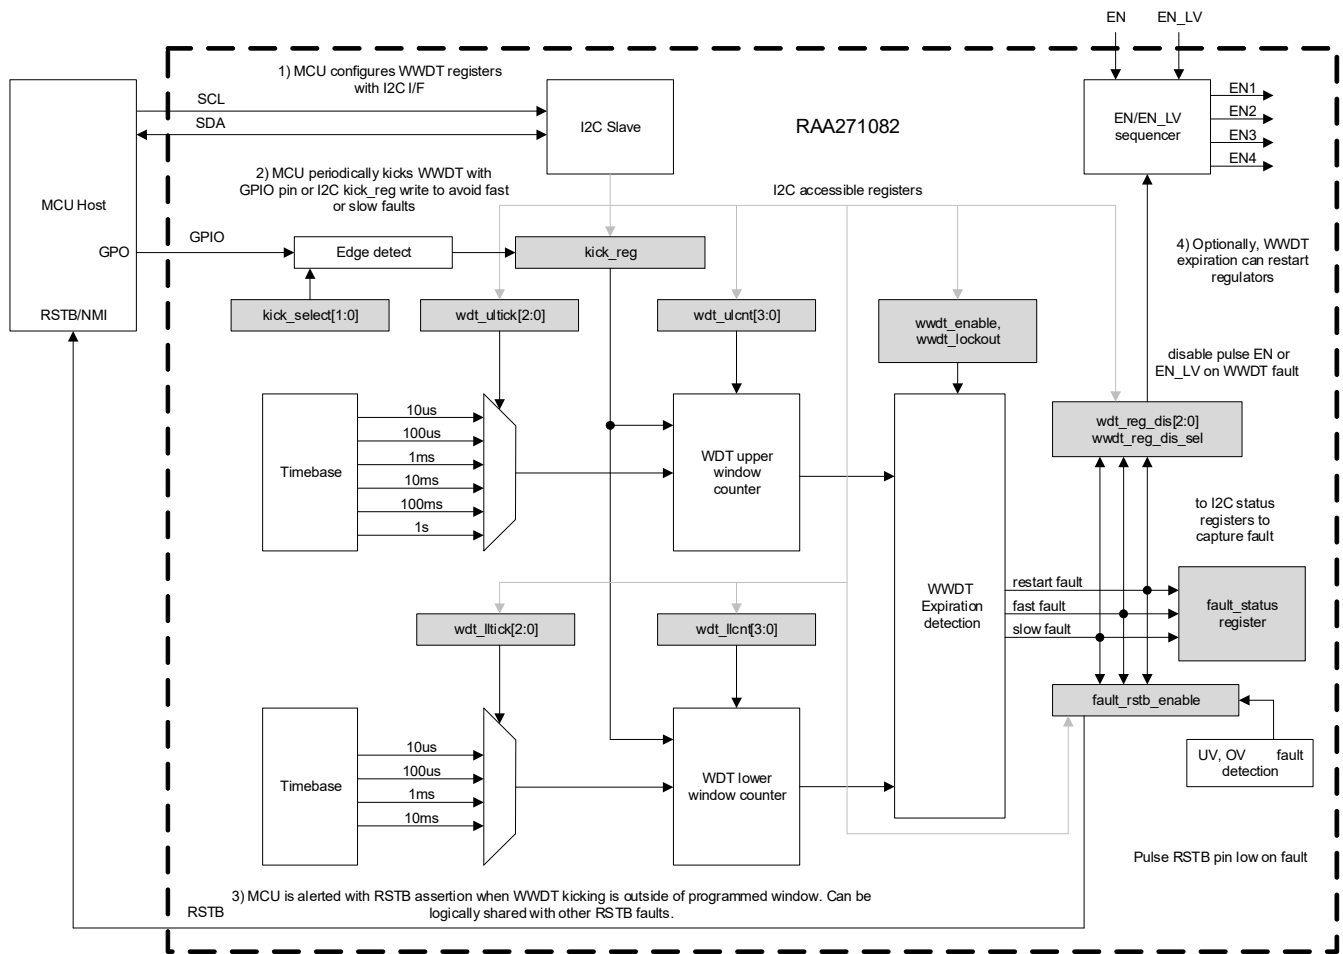 EN EN_LV
1) MCU configures WWDT registers
with I2C I/F
SCL
SDA
I2C Slave
RAA271082
EN/EN_LV
sequencer
EN1
EN2
EN3
EN4
2) MCU periodically kicks WWDT with
GPIO pin or I2C kick_reg write to avoid fast
or slow faults
I2C accessible registers
MCU Host
GPO
GPIO
Edge detect
kick_reg
4) Optionally, WWDT
expiration can restart
regulators
RSTB/NMI
kick_select[1:0]
wdt_ultick[2:0]
wdt_ulcnt[3:0]
wwdt_enable,
wwdt_lockout
disable pulse EN or
EN_LV on WWDT fault
Timebase
10us
100us
1ms
10ms
100ms
1s
WDT upper
window
counter
wdt_reg_dis[2:0]
wwdt_reg_dis_sel
to I2C status
registers to
capture fault
WWDT
Expiration
detection
restart fault
fast fault
slow fault
fault_status
register
wdt_lltick[2:0]
wdt_llcnt[3:0]
fault_rstb_enable
Timebase
10us
100us
1ms
10ms
WDT lower
window counter
UV, OV fault
detection
Pulse RSTB pin low on fault
3) MCU is alerted with RSTB assertion when WWDT kicking is outside of programmed window. Can be
logically shared with other RSTB faults.
RSTB